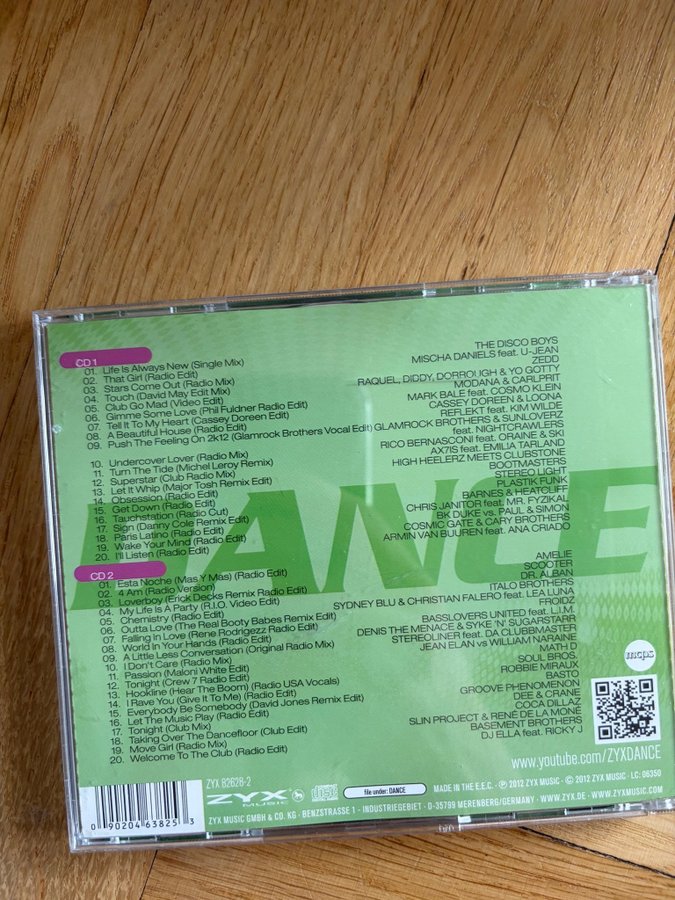 DANCE
CD 1
01. Life Is Always New (Single Mix) THE DISCO BOYS
02. That Girl (Radio Edit) MISCHA DANIELS feat. U-JEAN
03. Stars Come Out (Radio Mix) ZEDD
04. Touch (David May Edit Mix) RAQUEL, DIDDY, DORROUGH & YO GOTTY
05. Club Go Mad (Video Edit) MODANA & CARLPRIT
06. Gimme Some Love (Phil Fuldner Radio Edit) MARK BALE feat. COSMO KLEIN
07. Tell It To My Heart (Cassey Doreen Edit) CASSEY DOREEN & LOONA
08. A Beautiful House (Radio Edit) REFLEKT feat. KIM WILDE
09. Push The Feeling On 2k12 (Glamrock Brothers Vocal Edit) GLAMROCK BROTHERS & SUNLOVERZ
feat. NIGHTCRAWLERS
10. Undercover Lover (Radio Mix) RICO BERNASCONI feat. ORAINE & SKI
11. Turn The Tide (Michel Leroy Remix) AX7IS feat. EMILIA TARLAND
12. Superstar (Club Radio Mix) HIGH HEELERZ MEETS CLUBSTONE
13. Let It Whip (Major Tosh Remix) BOOTMASTERS
14. Obsession (Radio Edit) STEREO LIGHT
15. Get Down (Radio Edit) PLASTIK FUNK
16. Tauchstation (Radio Cut) BARNES & HEATCLIFF
17. Sign (Danny Cole Remix Edit) CHRIS JANITOR feat. MR. FYZIKAL
18. Paris Latino (Radio Edit) BK DUKE vs. PAUL & SIMON
19. Wake Your Mind (Radio Edit) COSMIC GATE & CARY BROTHERS
20. I'll Listen (Radio Edit) ARMIN VAN BUUREN feat. ANA CRIADO
CD 2
01. Esta Noche (Mas Y Mas) (Radio Edit) AMELIE
02. 4 Am (Radio Version) SCOOTER
03. Loverboy (Erick Decks Remix Radio Edit) DR. ALBAN
04. My Life Is A Party (R.I.O. Video Edit) ITALO BROTHERS
05. Chemistry (Radio Edit) SYDNEY BLU & CHRISTIAN FALERO feat. LEA LUNA
06. Outta Love (The Real Booty Babes Remix Edit) FROIDZ
07. Falling In Love (Rene Rodrigezz Radio Edit) BASSLOVERS UNITED feat. L.I.M.
08. World In Your Hands (Radio Edit) DENIS THE MENACE & SYKE 'N' SUGARSTARR
09. A Little Less Conversation (Original Radio Mix) STEREOLINER feat. DA CLUBBMASTER
10. I Don't Care (Radio Mix) JEAN ELAN vs WILLIAM NARAINE
11. Passion (Maloni White Edit) MATH D
12. Tonight (Crew 7 Radio Edit) SOUL BROS.
13. Hookline (Hear The Boom) (Radio USA Vocals) ROBBIE MIRAUX
14. I Rave You (Give It To Me) (Radio Edit) BASTO
15. Everybody Be Somebody (David Jones Remix Edit) GROOVE PHENOMENON
16. Let The Music Play (Radio Edit) DEE & CRANE
17. Tonight (Club Mix) COCA DILLAZ
18. Taking Over The Dancefloor (Club Edit) SLIN PROJECT & RENÉ DE LA MONÉ
19. Move Girl (Radio Mix) BASEMENT BROTHERS
20. Welcome To The Club (Radio Edit) DJ ELLA feat. RICKY J
mcps
www.youtube.com/ZYXDANCE
ZYX 82628-2
ZYX MUSIC
disc
file under: DANCE
MADE IN THE E.E.C. · ℗ 2012 ZYX MUSIC · © 2012 ZYX MUSIC · LC: 06350
ZYX MUSIC GMBH & CO. KG · BENZSTRASSE 1 · INDUSTRIEGEBIET · D-35799 MERENBERG/GERMANY · WWW.ZYX.DE · WWW.ZYXMUSIC.COM
0 90204 63825 3